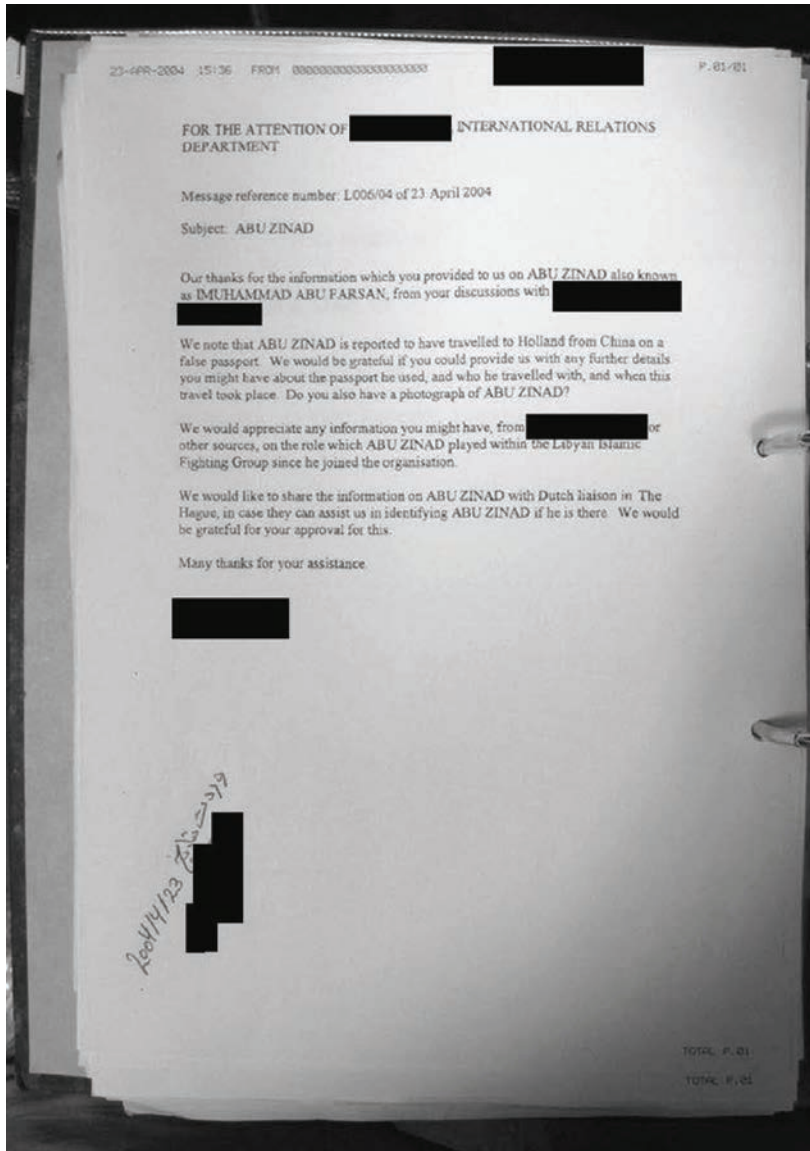 23-APR-2004 15:36 FROM 00000000000000000000 P.01/01
FOR THE ATTENTION OF INTERNATIONAL RELATIONS
DEPARTMENT
Message reference number: L006/04 of 23 April 2004
Subject: ABU ZINAD
Our thanks for the information which you provided to us on ABU ZINAD also known
as IMUHAMMAD ABU FARSAN, from your discussions with
We note that ABU ZINAD is reported to have travelled to Holland from China on a
false passport. We would be grateful if you could provide us with any further details
you might have about the passport he used, and who he travelled with, and when this
travel took place. Do you also have a photograph of ABU ZINAD?
We would appreciate any information you might have, from or
other sources, on the role which ABU ZINAD played within the Libyan Islamic
Fighting Group since he joined the organisation.
We would like to share the information on ABU ZINAD with Dutch liaison in The
Hague, in case they can assist us in identifying ABU ZINAD if he is there. We would
be grateful for your approval for this.
Many thanks for your assistance.
وردت بتاريخ 2004/4/23
TOTAL P.01
TOTAL P.01